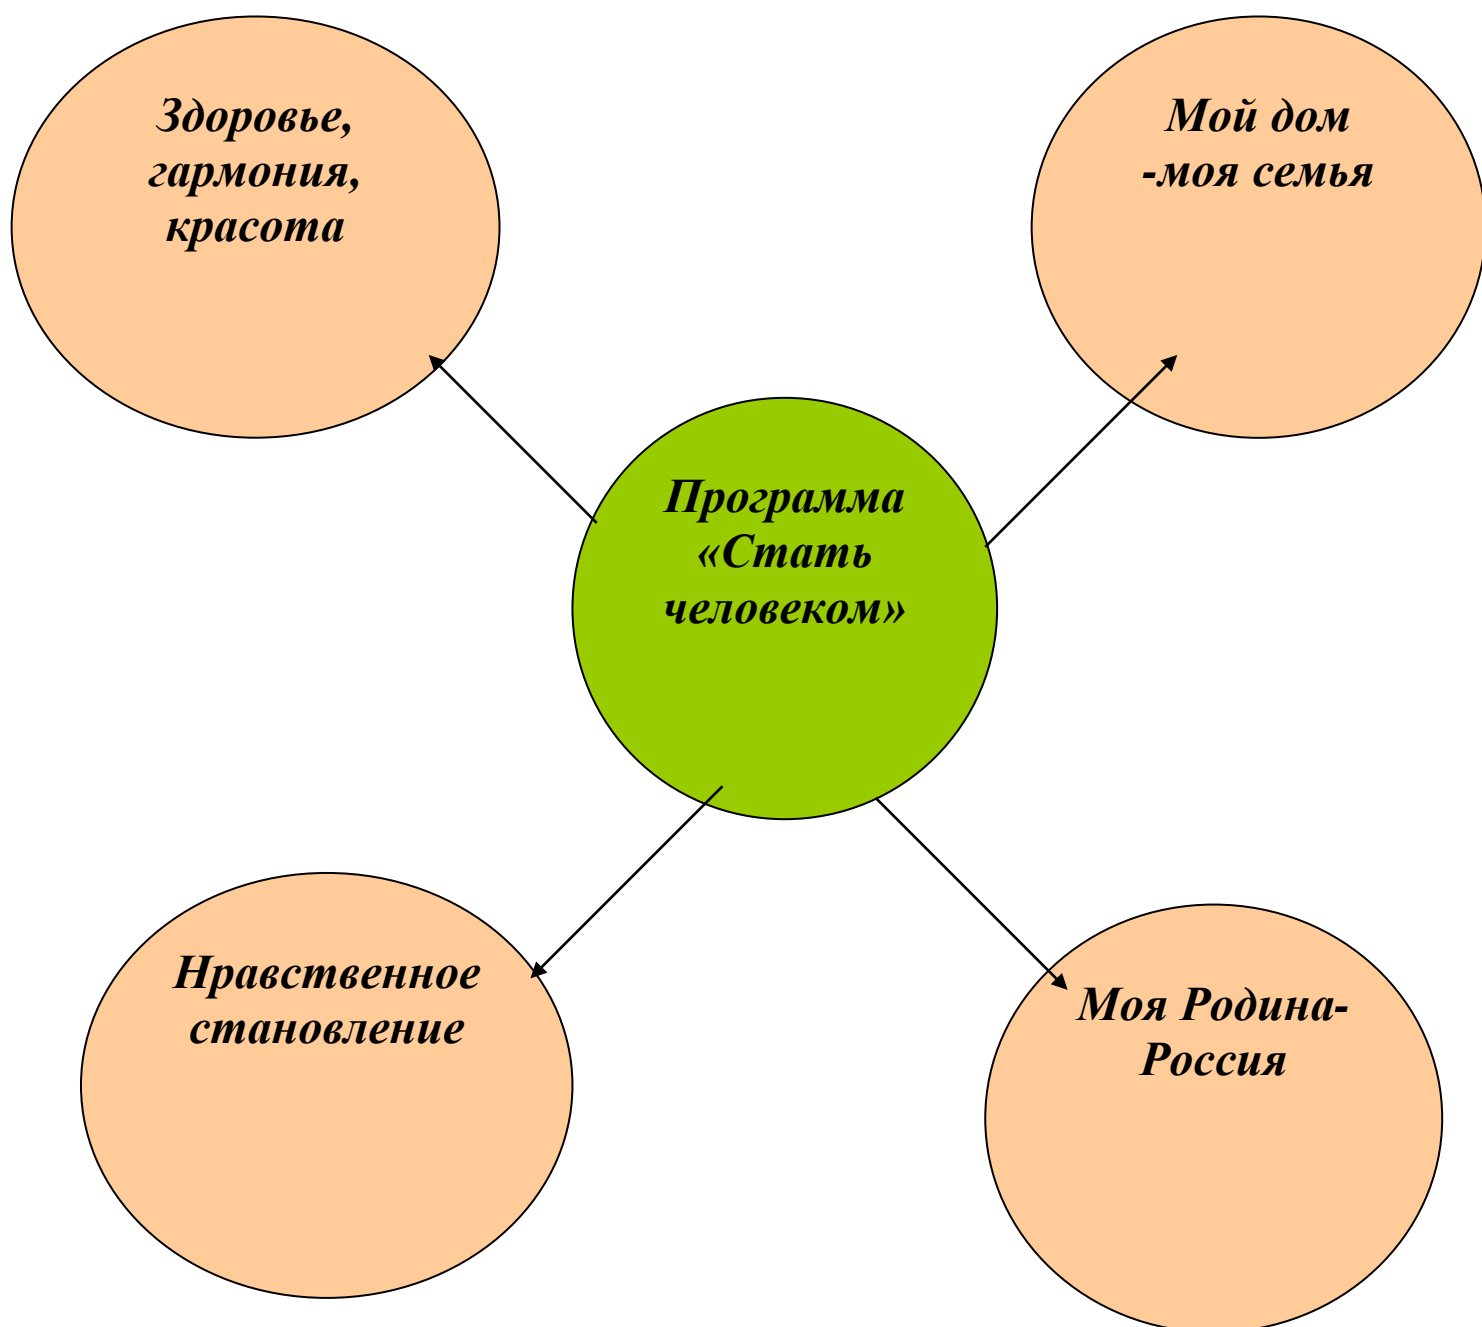 Здоровье,
гармония,
красота
Мой дом
-моя семья
Программа
«Стать
человеком»
Нравственное
становление
Моя Родина-
Россия